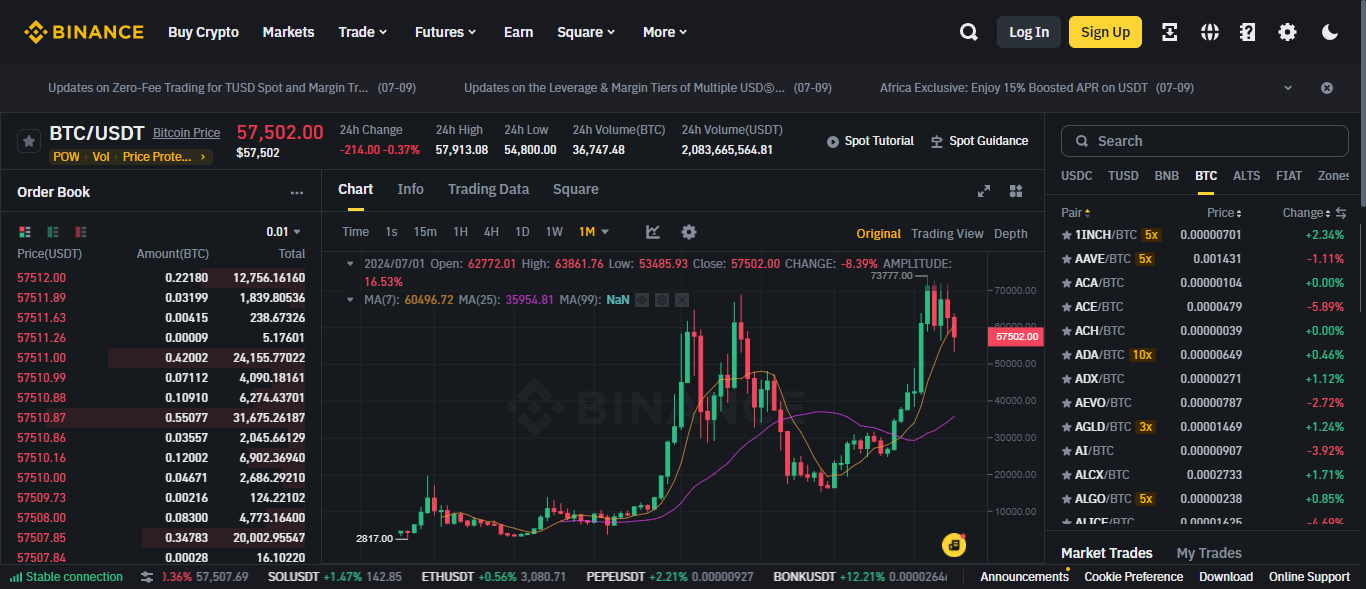 BINANCE Buy Crypto Markets Trade Futures Earn Square More Log In Sign Up
Updates on Zero-Fee Trading for TUSD Spot and Margin Tr... (07-09) Updates on the Leverage & Margin Tiers of Multiple USDⓈ... (07-09) Africa Exclusive: Enjoy 15% Boosted APR on USDT (07-09)
BTC/USDT Bitcoin Price
POW Vol Price Prote...
57,502.00
$57,502
24h Change
-214.00 -0.37%
24h High
57,913.08
24h Low
54,800.00
24h Volume(BTC)
36,747.48
24h Volume(USDT)
2,083,665,564.81
Spot Tutorial Spot Guidance
Order Book
0.01
Price(USDT) Amount(BTC) Total
57512.00 0.22180 12,756.16160
57511.89 0.03199 1,839.80536
57511.63 0.00415 238.67326
57511.26 0.00009 5.17601
57511.00 0.42002 24,155.77022
57510.99 0.07112 4,090.18161
57510.88 0.10910 6,274.43701
57510.87 0.55077 31,675.26187
57510.86 0.03557 2,045.66129
57510.16 0.12002 6,902.36940
57510.00 0.04671 2,686.29210
57509.73 0.00216 124.22102
57508.00 0.08300 4,773.16400
57507.85 0.34783 20,002.95547
57507.84 0.00028 16.10220
Chart Info Trading Data Square
Time 1s 15m 1H 4H 1D 1W 1M
Original Trading View Depth
2024/07/01 Open: 62772.01 High: 63861.76 Low: 53485.93 Close: 57502.00 CHANGE: -8.39% AMPLITUDE:
16.53%
MA(7): 60496.72 MA(25): 35954.81 MA(99): NaN
73777.00
2817.00
BINANCE
70000.00
60000.00
57502.00
50000.00
40000.00
30000.00
20000.00
10000.00
Search
USDC TUSD BNB BTC ALTS FIAT Zones
Pair Price Change
1INCH/BTC 5x 0.00000701 +2.34%
AAVE/BTC 5x 0.001431 -1.11%
ACA/BTC 0.00000104 +0.00%
ACE/BTC 0.0000479 -5.89%
ACH/BTC 0.00000039 +0.00%
ADA/BTC 10x 0.00000649 +0.46%
ADX/BTC 0.00000271 +1.12%
AEVO/BTC 0.00000787 -2.72%
AGLD/BTC 3x 0.00001469 +1.24%
AI/BTC 0.00000907 -3.92%
ALCX/BTC 0.0002733 +1.71%
ALGO/BTC 5x 0.00000238 +0.85%
ALICE/BTC 0.00001625 -4.69%
Market Trades My Trades
Stable connection 0.36% 57,507.69 SOLUSDT +1.47% 142.85 ETHUSDT +0.56% 3,080.71 PEPEUSDT +2.21% 0.00000927 BONKUSDT +12.21% 0.0000264
Announcements Cookie Preference Download Online Support